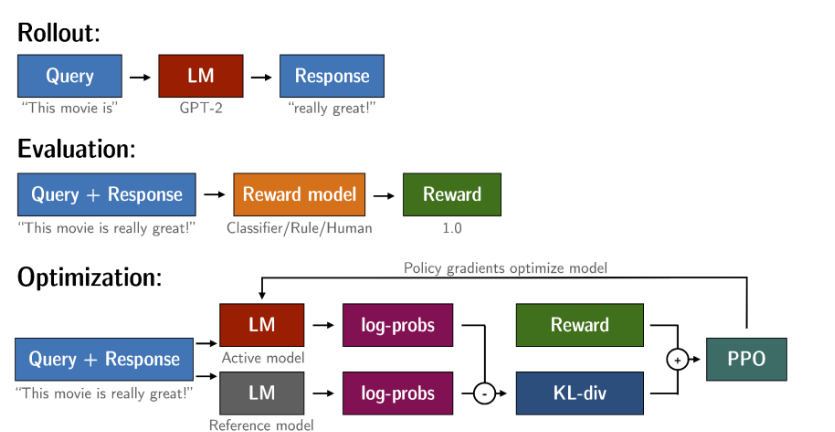 Rollout:
Query
LM
Response
“This movie is”
GPT-2
“really great!”
Evaluation:
Query + Response
Reward model
Reward
“This movie is really great!”
Classifier/Rule/Human
1.0
Optimization:
Policy gradients optimize model
LM
log-probs
Reward
Query + Response
Active model
+
PPO
“This movie is really great!”
LM
log-probs
-
KL-div
Reference model